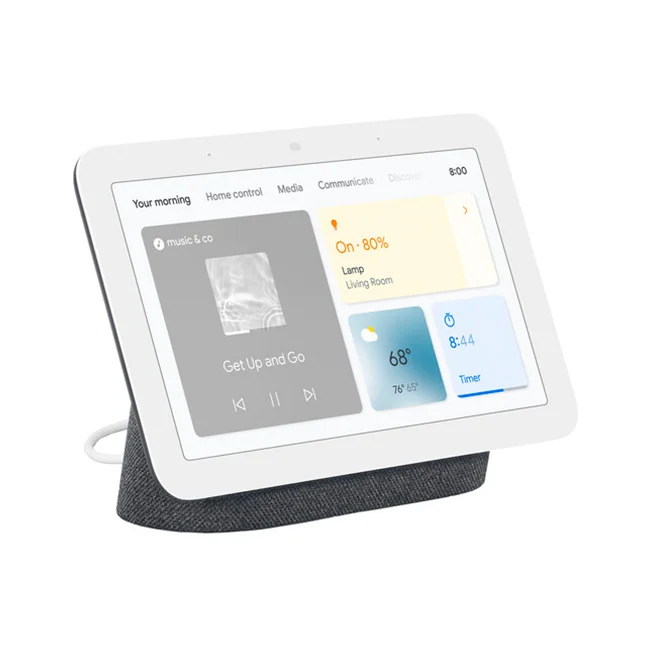 Your morning Home control Media Communicate Discover 8:00
music & co
Get Up and Go
On · 80%
Lamp
Living Room
68°
76° 65°
8:44
Timer